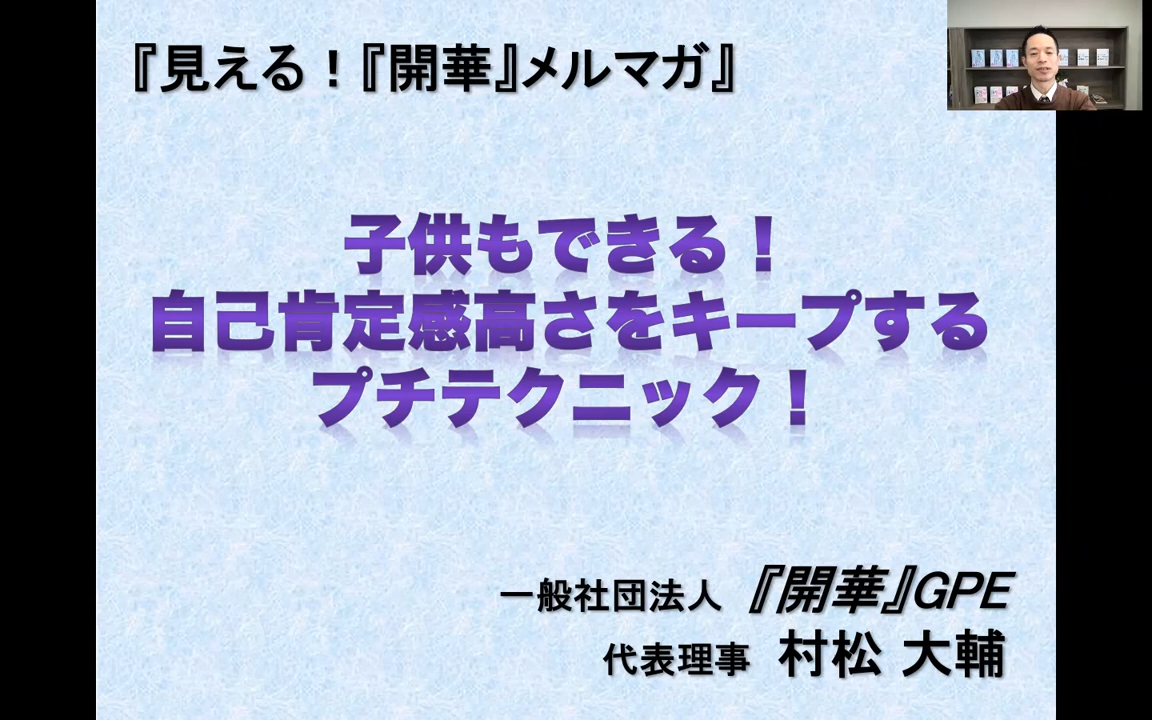 『見える！『開華』メルマガ』
子供もできる！
自己肯定感高さをキープする
プチテクニック！
一般社団法人 『開華』GPE
代表理事 村松 大輔